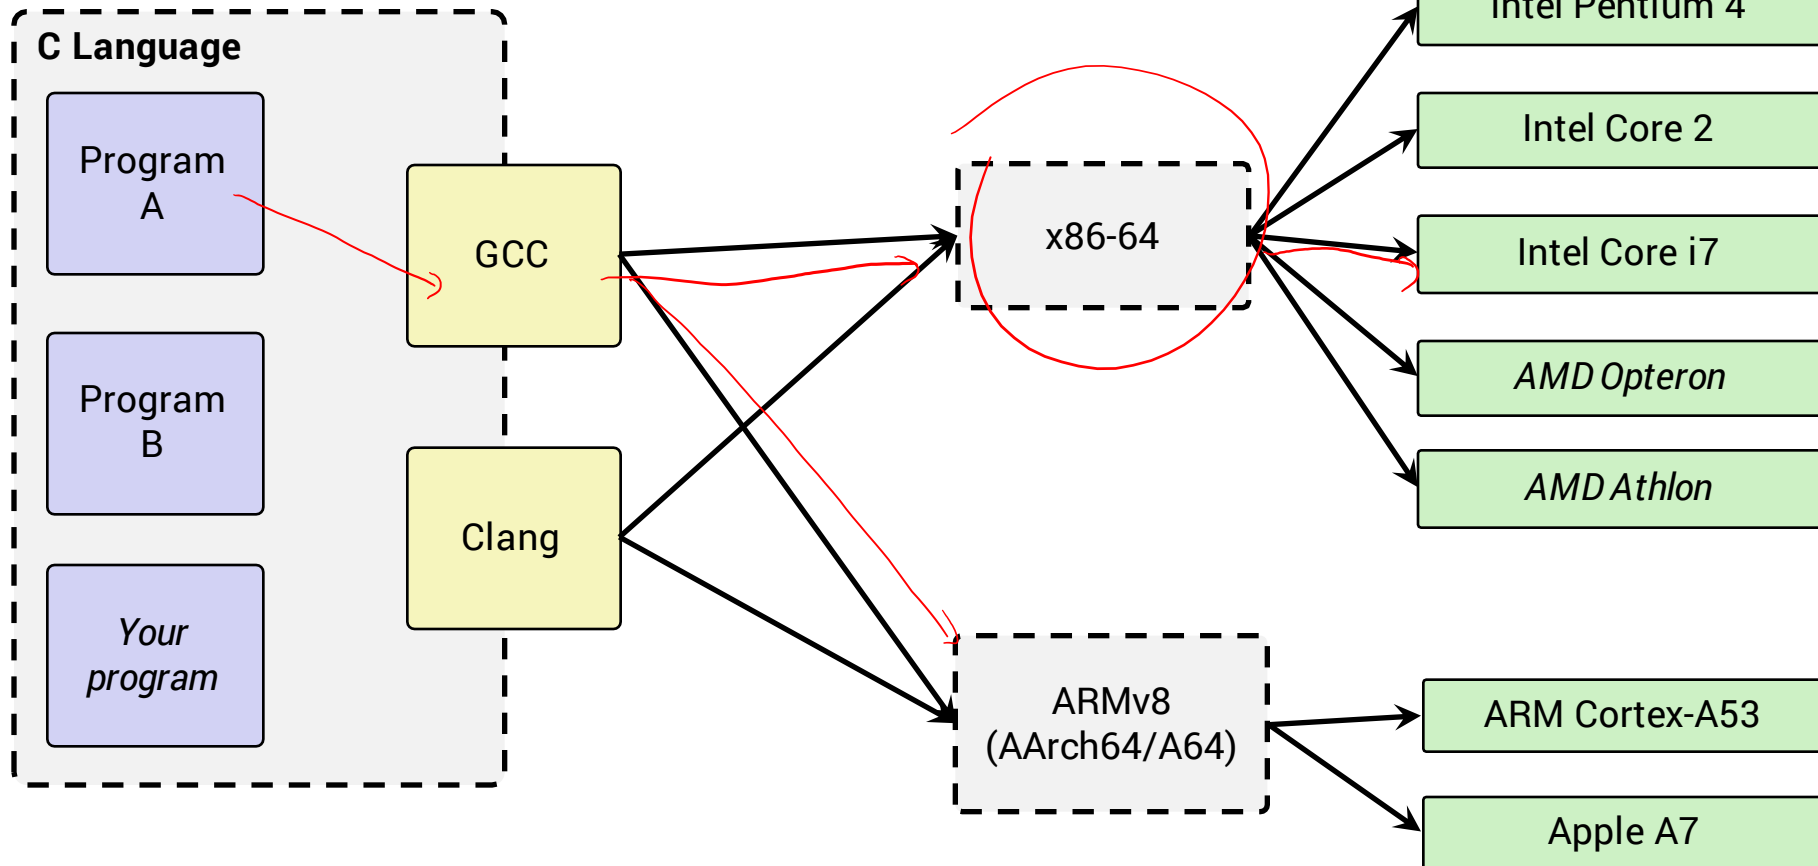 C Language
Program
A
Program
B
Your
program
GCC
Clang
x86-64
ARMv8
(AArch64/A64)
Intel Pentium 4
Intel Core 2
Intel Core i7
AMD Opteron
AMD Athlon
ARM Cortex-A53
Apple A7